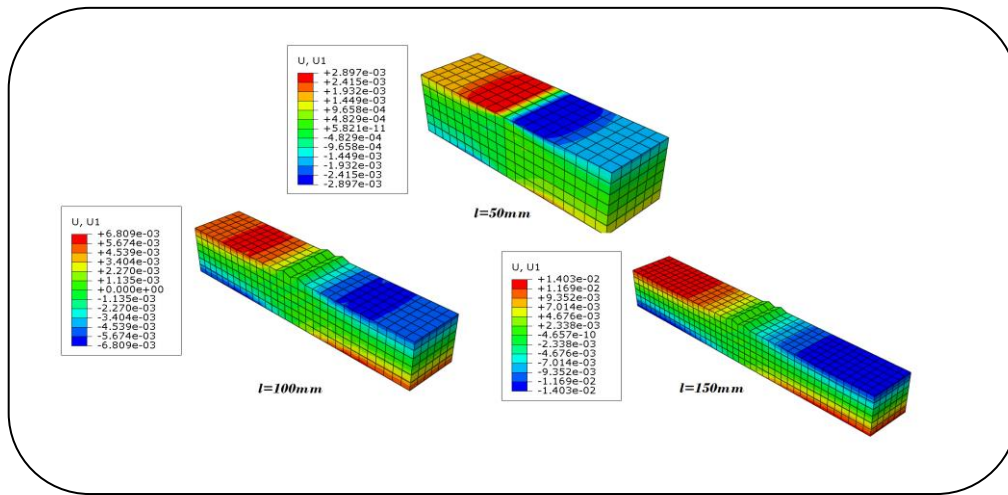 U, U1
+2.897e-03
+2.415e-03
+1.932e-03
+1.449e-03
+9.658e-04
+4.829e-04
+5.821e-11
-4.829e-04
-9.658e-04
-1.449e-03
-1.932e-03
-2.415e-03
-2.897e-03
l=50mm
U, U1
+6.809e-03
+5.674e-03
+4.539e-03
+3.404e-03
+2.270e-03
+1.135e-03
+0.000e+00
-1.135e-03
-2.270e-03
-3.404e-03
-4.539e-03
-5.674e-03
-6.809e-03
l=100mm
U, U1
+1.403e-02
+1.169e-02
+9.352e-03
+7.014e-03
+4.676e-03
+2.338e-03
-4.657e-10
-2.338e-03
-4.676e-03
-7.014e-03
-9.352e-03
-1.169e-02
-1.403e-02
l=150mm